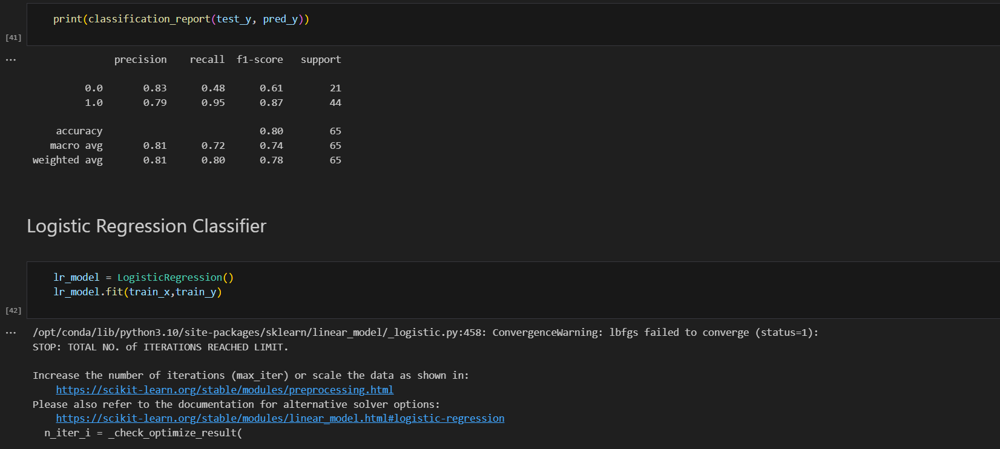 print(classification_report(test_y, pred_y))
[41]
...
precision recall f1-score support
0.0 0.83 0.48 0.61 21
1.0 0.79 0.95 0.87 44
accuracy 0.80 65
macro avg 0.81 0.72 0.74 65
weighted avg 0.81 0.80 0.78 65
Logistic Regression Classifier
lr_model = LogisticRegression()
lr_model.fit(train_x,train_y)
[42]
...
/opt/conda/lib/python3.10/site-packages/sklearn/linear_model/_logistic.py:458: ConvergenceWarning: lbfgs failed to converge (status=1):
STOP: TOTAL NO. of ITERATIONS REACHED LIMIT.
Increase the number of iterations (max_iter) or scale the data as shown in:
https://scikit-learn.org/stable/modules/preprocessing.html
Please also refer to the documentation for alternative solver options:
https://scikit-learn.org/stable/modules/linear_model.html#logistic-regression
n_iter_i = _check_optimize_result(